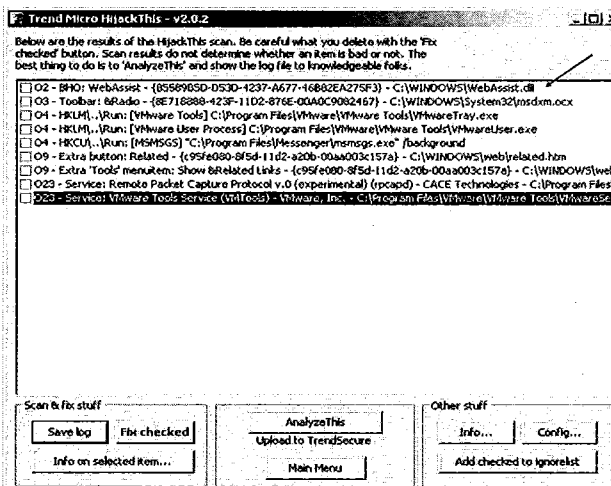 Trend Micro HijackThis - v2.0.2
Below are the results of the HijackThis scan. Be careful what you delete with the 'Fix
checked' button. Scan results do not determine whether an item is bad or not. The
best thing to do is to 'AnalyzeThis' and show the log file to knowledgeable folks.
O2 - BHO: WebAssist - {8558985D-D53D-4237-A677-46B82EA275F3} - C:\WINDOWS\WebAssist.dll
O3 - Toolbar: &Radio - {8E718888-423F-11D2-876E-00A0C9082467} - C:\WINDOWS\System32\msdxm.ocx
O4 - HKLM\..\Run: [VMware Tools] C:\Program Files\VMware\VMware Tools\VMwareTray.exe
O4 - HKLM\..\Run: [VMware User Process] C:\Program Files\VMware\VMware Tools\VMwareUser.exe
O4 - HKCU\..\Run: [MSMSGS] "C:\Program Files\Messenger\msmsgs.exe" /background
O9 - Extra button: Related - {c95fe080-8f5d-11d2-a20b-00aa003c157a} - C:\WINDOWS\web\related.htm
O9 - Extra 'Tools' menuitem: Show &Related Links - {c95fe080-8f5d-11d2-a20b-00aa003c157a} - C:\WINDOWS\web
O23 - Service: Remote Packet Capture Protocol v.0 (experimental) (rpcapd) - CACE Technologies - C:\Program Files
O23 - Service: VMware Tools Service (VMTools) - VMware, Inc. - C:\Program Files\VMware\VMware Tools\VMwareSe
Scan & fix stuff
Save log Fix checked
Info on selected item...
AnalyzeThis
Upload to TrendSecure
Main Menu
Other stuff
Info... Config...
Add checked to ignorelist